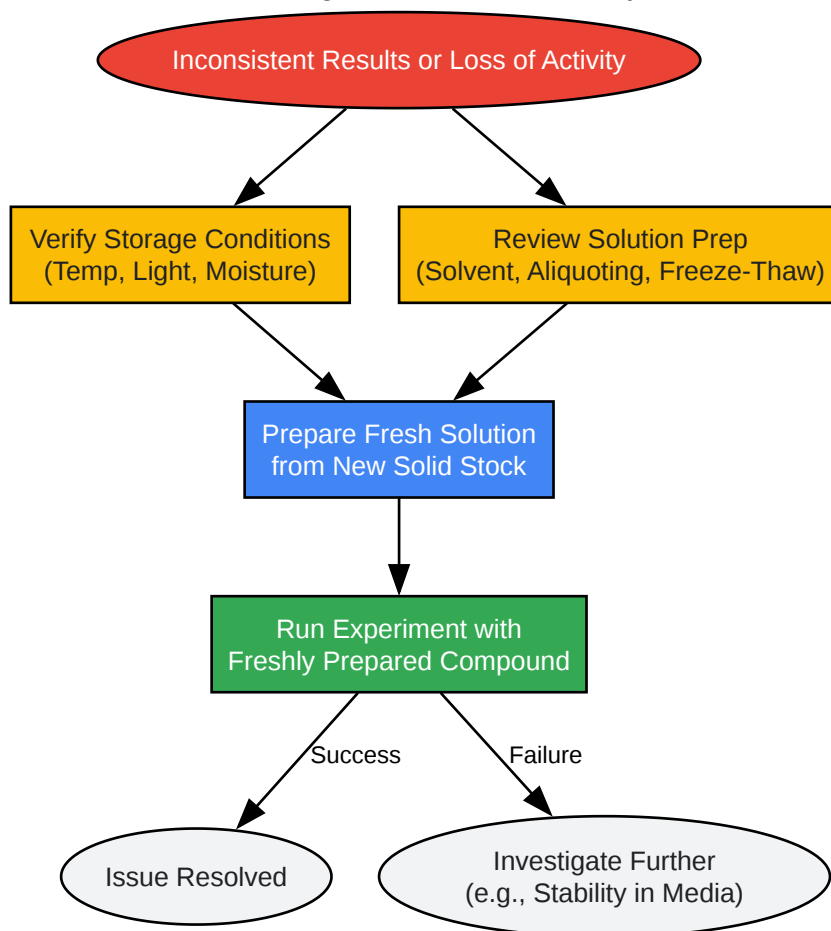 Inconsistent Results or Loss of Activity
Verify Storage Conditions
(Temp, Light, Moisture)
Review Solution Prep
(Solvent, Aliquoting, Freeze-Thaw)
Prepare Fresh Solution
from New Solid Stock
Run Experiment with
Freshly Prepared Compound
Success
Failure
Issue Resolved
Investigate Further
(e.g., Stability in Media)